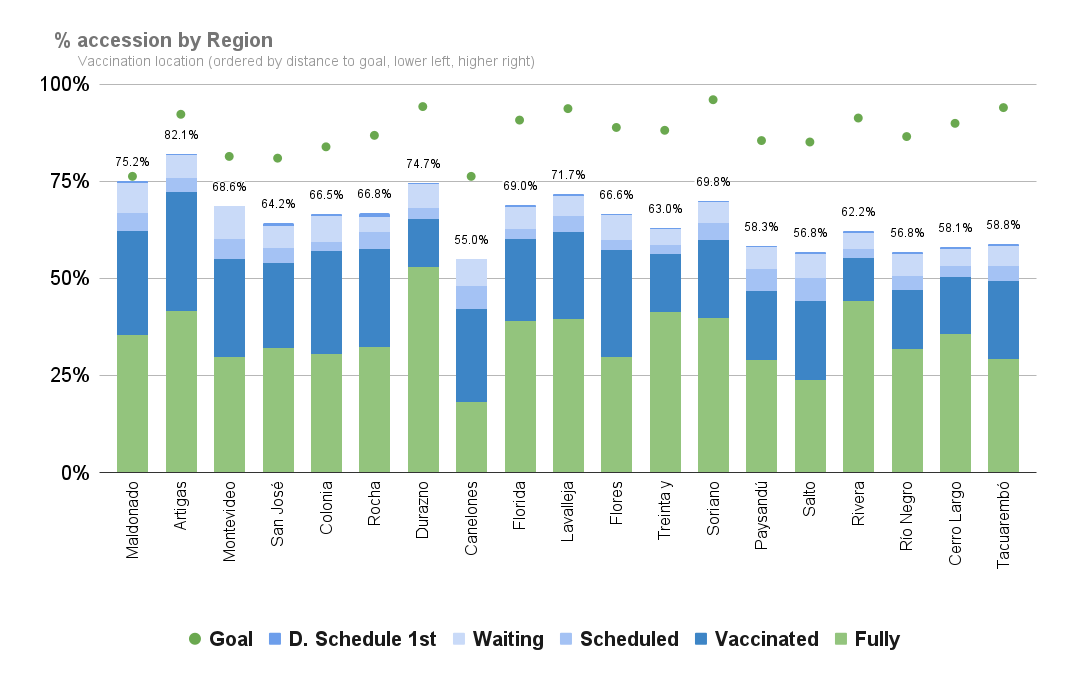 % accession by Region
Vaccination location (ordered by distance to goal, lower left, higher right)
100%
75%
50%
25%
0%
75.2%
82.1%
68.6%
64.2%
66.5%
66.8%
74.7%
55.0%
69.0%
71.7%
66.6%
63.0%
69.8%
58.3%
56.8%
62.2%
56.8%
58.1%
58.8%
Maldonado
Artigas
Montevideo
San José
Colonia
Rocha
Durazno
Canelones
Florida
Lavalleja
Flores
Treinta y
Soriano
Paysandú
Salto
Rivera
Río Negro
Cerro Largo
Tacuarembó
Goal D. Schedule 1st Waiting Scheduled Vaccinated Fully